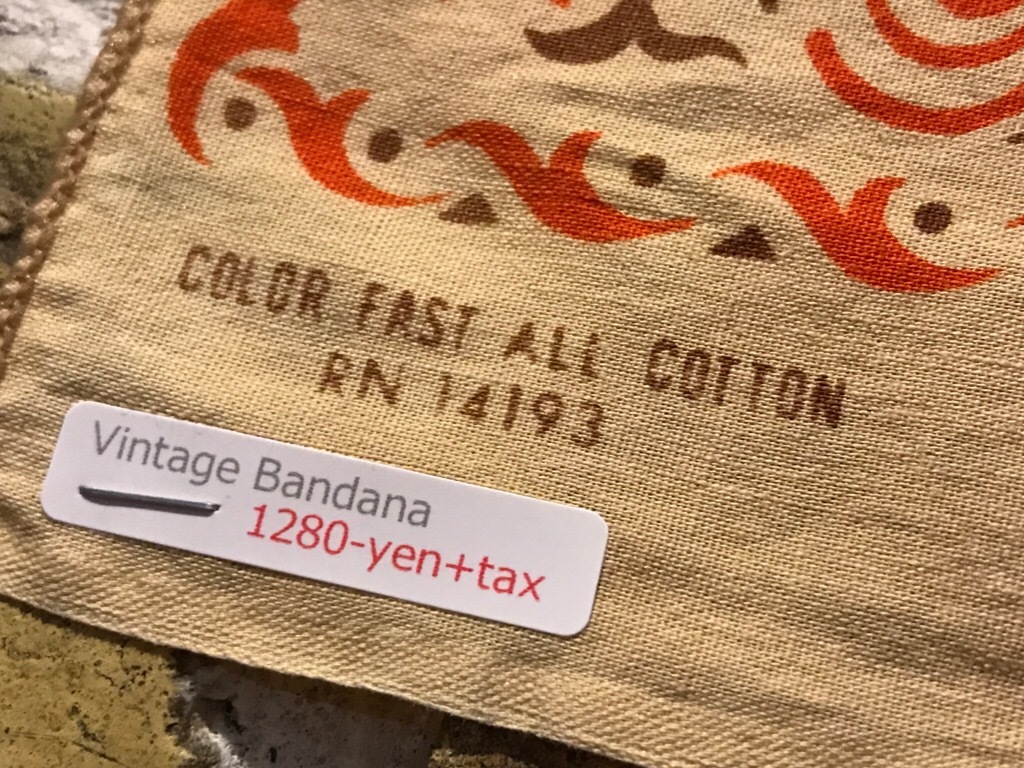 COLOR FAST ALL COTTON
RN 14193
Vintage Bandana
1280-yen+tax